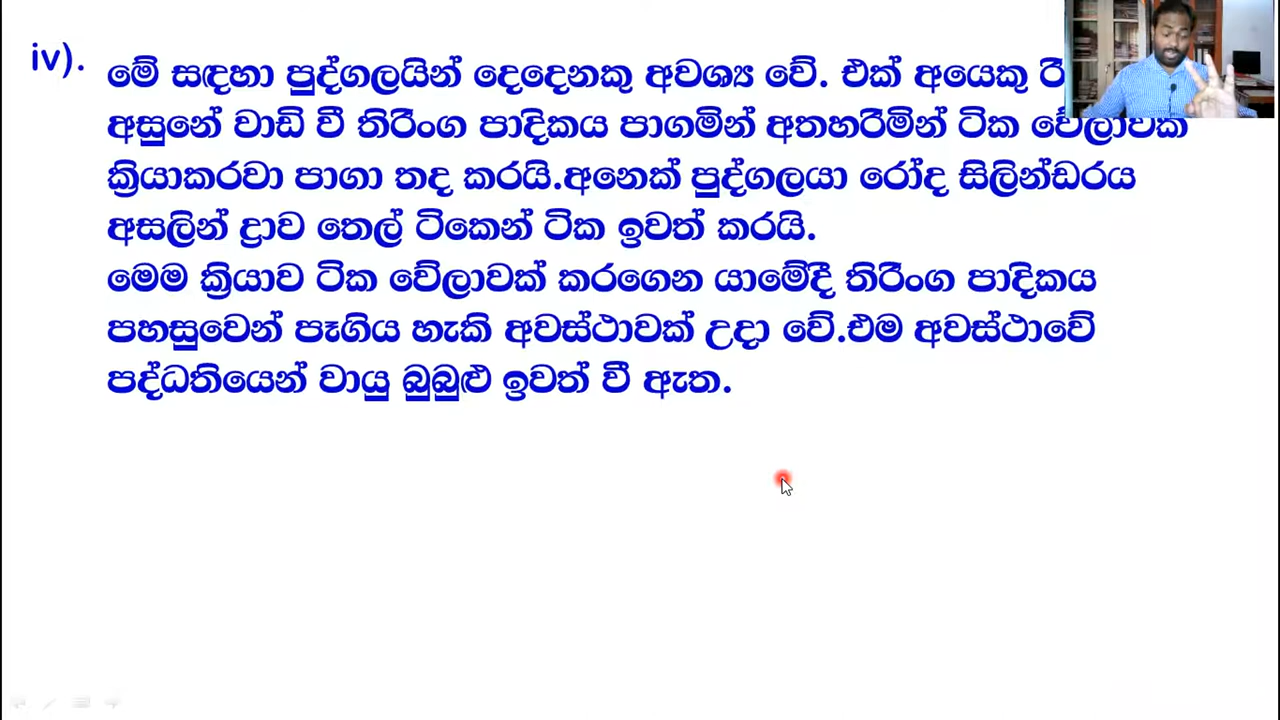 iv). මේ සඳහා පුද්ගලයින් දෙදෙනකු අවශ්‍ය වේ. එක් අයෙකු
අසුනේ වාඩි වී තිරිංග පාදිකය පාගමින් අතහරිමින් ටික වේලාවක්
ක්‍රියාකරවා පාගා තද කරයි.අනෙක් පුද්ගලයා රෝද සිලින්ඩරය
අසලින් ද්‍රාව තෙල් ටිකෙන් ටික ඉවත් කරයි.
මෙම ක්‍රියාව ටික වේලාවක් කරගෙන යාමේදී තිරිංග පාදිකය
පහසුවෙන් පෑගිය හැකි අවස්ථාවක් උදා වේ.එම අවස්ථාවේ
පද්ධතියෙන් වායු බුබුළු ඉවත් වී ඇත.